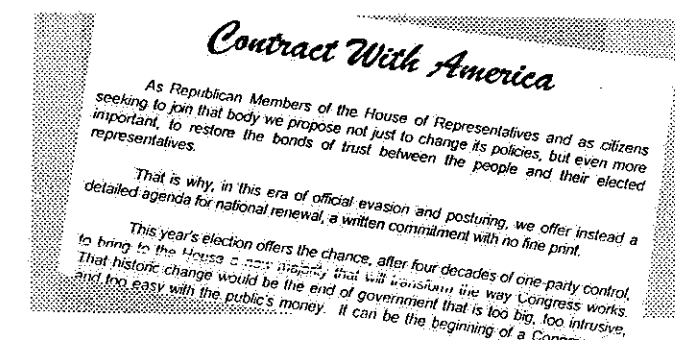 Contract With America
As Republican Members of the House of Representatives and as citizens
seeking to join that body we propose not just to change its policies, but even more
important, to restore the bonds of trust between the people and their elected
representatives.
That is why, in this era of official evasion and posturing, we offer instead a
detailed agenda for national renewal, a written commitment with no fine print.
This year's election offers the chance, after four decades of one-party control,
to bring to the House a new majority that will transform the way Congress works.
That historic change would be the end of government that is too big, too intrusive,
and too easy with the public's money. It can be the beginning of a